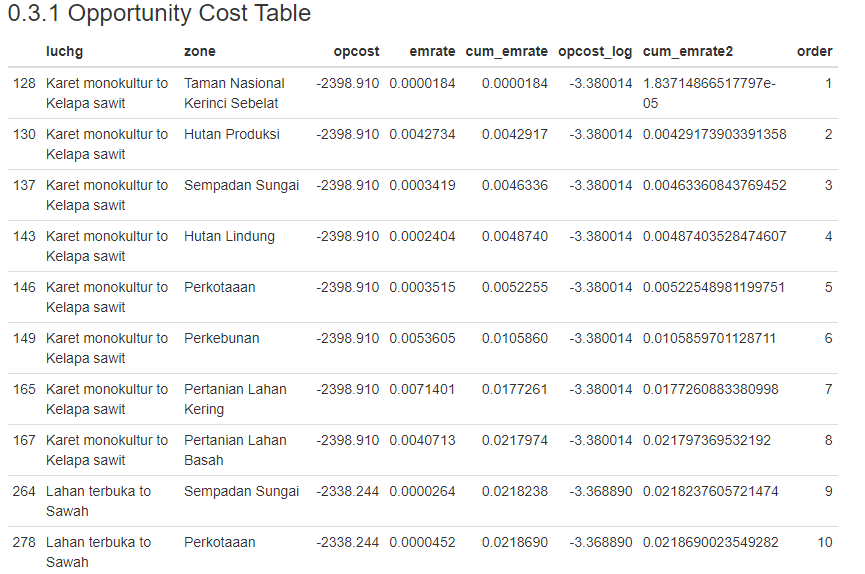 0.3.1 Opportunity Cost Table
luchg zone opcost emrate cum_emrate opcost_log cum_emrate2 order
128 Karet monokultur to Taman Nasional -2398.910 0.0000184 0.0000184 -3.380014 1.83714866517797e- 1
Kelapa sawit Kerinci Sebelat 05
130 Karet monokultur to Hutan Produksi -2398.910 0.0042734 0.0042917 -3.380014 0.00429173903391358 2
Kelapa sawit
137 Karet monokultur to Sempadan Sungai -2398.910 0.0003419 0.0046336 -3.380014 0.00463360843769452 3
Kelapa sawit
143 Karet monokultur to Hutan Lindung -2398.910 0.0002404 0.0048740 -3.380014 0.00487403528474607 4
Kelapa sawit
146 Karet monokultur to Perkotaaan -2398.910 0.0003515 0.0052255 -3.380014 0.00522548981199751 5
Kelapa sawit
149 Karet monokultur to Perkebunan -2398.910 0.0053605 0.0105860 -3.380014 0.0105859701128711 6
Kelapa sawit
165 Karet monokultur to Pertanian Lahan -2398.910 0.0071401 0.0177261 -3.380014 0.0177260883380998 7
Kelapa sawit Kering
167 Karet monokultur to Pertanian Lahan -2398.910 0.0040713 0.0217974 -3.380014 0.021797369532192 8
Kelapa sawit Basah
264 Lahan terbuka to Sempadan Sungai -2338.244 0.0000264 0.0218238 -3.368890 0.0218237605721474 9
Sawah
278 Lahan terbuka to Perkotaaan -2338.244 0.0000452 0.0218690 -3.368890 0.0218690023549282 10
Sawah